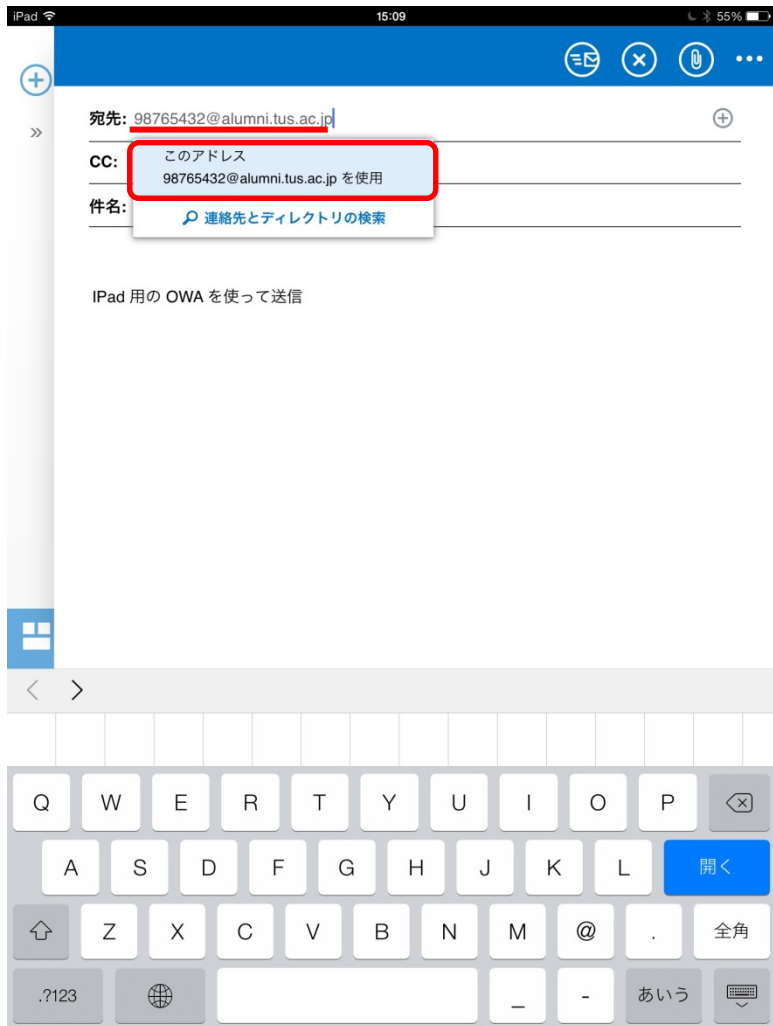 iPad 15:09 55%
宛先: 98765432@alumni.tus.ac.jp
CC:
このアドレス
98765432@alumni.tus.ac.jp を使用
件名:
連絡先とディレクトリの検索
IPad 用の OWA を使って送信
Q W E R T Y U I O P
A S D F G H J K L 開く
Z X C V B N M @ . 全角
.?123 _ - あいう